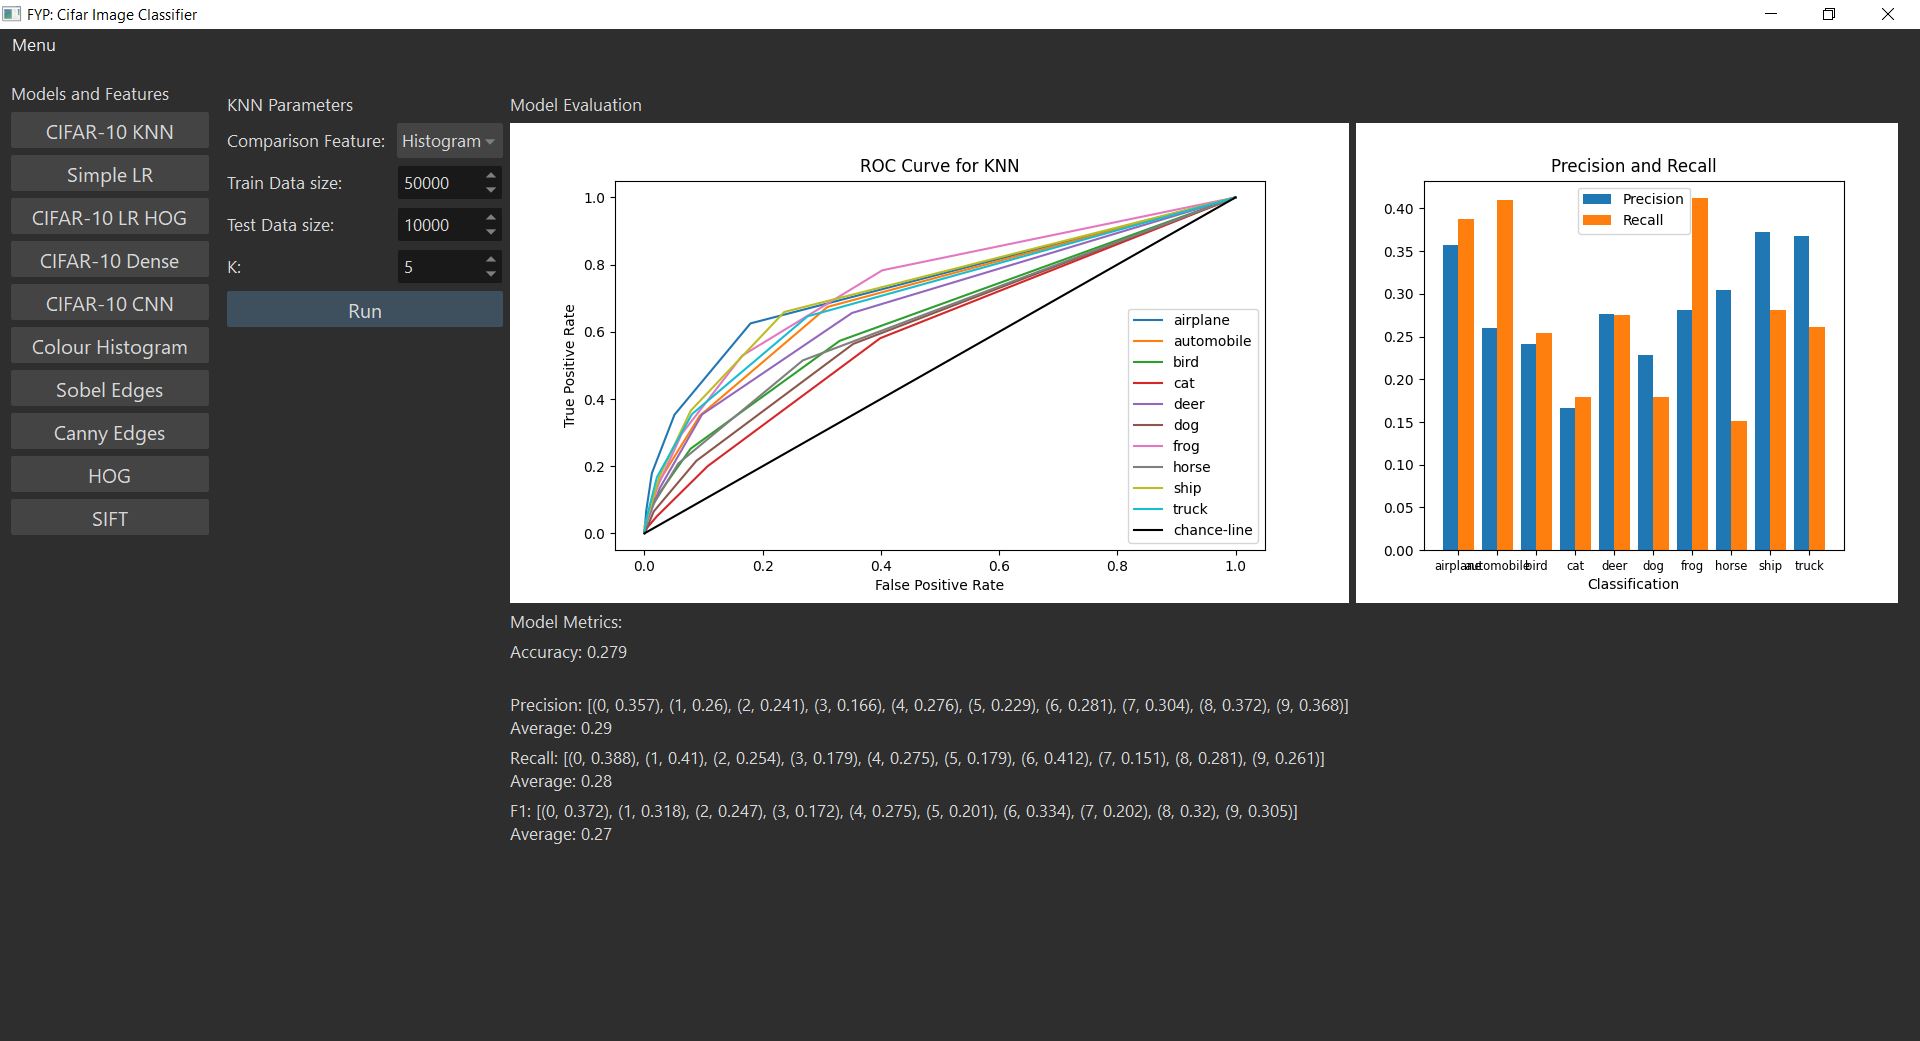 FYP: Cifar Image Classifier
Menu
Models and Features
CIFAR-10 KNN
Simple LR
CIFAR-10 LR HOG
CIFAR-10 Dense
CIFAR-10 CNN
Colour Histogram
Sobel Edges
Canny Edges
HOG
SIFT
KNN Parameters
Comparison Feature: Histogram
Train Data size: 50000
Test Data size: 10000
K: 5
Run
Model Evaluation
ROC Curve for KNN
True Positive Rate
1.0
0.8
0.6
0.4
0.2
0.0
airplane
automobile
bird
cat
deer
dog
frog
horse
ship
truck
chance-line
0.0 0.2 0.4 0.6 0.8 1.0
False Positive Rate
Precision and Recall
Precision
Recall
0.40
0.35
0.30
0.25
0.20
0.15
0.10
0.05
0.00
airplane automobile bird cat deer dog frog horse ship truck
Classification
Model Metrics:
Accuracy: 0.279
Precision: [(0, 0.357), (1, 0.26), (2, 0.241), (3, 0.166), (4, 0.276), (5, 0.229), (6, 0.281), (7, 0.304), (8, 0.372), (9, 0.368)]
Average: 0.29
Recall: [(0, 0.388), (1, 0.41), (2, 0.254), (3, 0.179), (4, 0.275), (5, 0.179), (6, 0.412), (7, 0.151), (8, 0.281), (9, 0.261)]
Average: 0.28
F1: [(0, 0.372), (1, 0.318), (2, 0.247), (3, 0.172), (4, 0.275), (5, 0.201), (6, 0.334), (7, 0.202), (8, 0.32), (9, 0.305)]
Average: 0.27